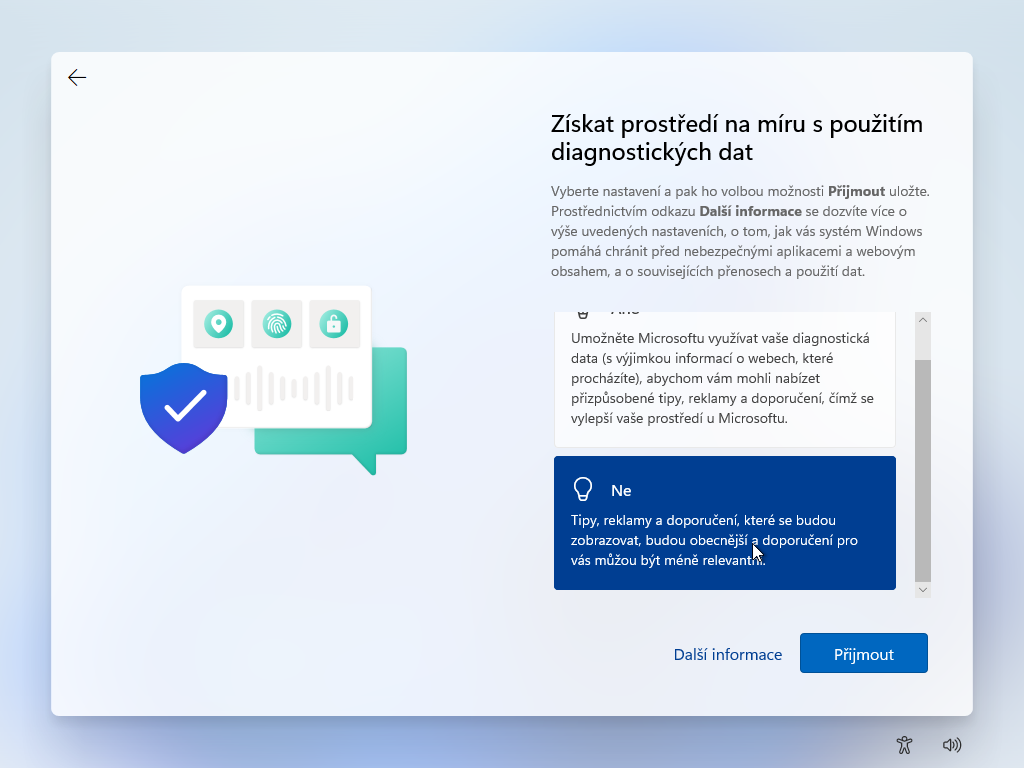 Získat prostředí na míru s použitím
diagnostických dat
Vyberte nastavení a pak ho volbou možnosti Přijmout uložte.
Prostřednictvím odkazu Další informace se dozvíte více o
výše uvedených nastaveních, o tom, jak vás systém Windows
pomáhá chránit před nebezpečnými aplikacemi a webovým
obsahem, a o souvisejících přenosech a použití dat.
Umožněte Microsoftu využívat vaše diagnostická
data (s výjimkou informací o webech, které
procházíte), abychom vám mohli nabízet
přizpůsobené tipy, reklamy a doporučení, čímž se
vylepší vaše prostředí u Microsoftu.
Ne
Tipy, reklamy a doporučení, které se budou
zobrazovat, budou obecnější a doporučení pro
vás můžou být méně relevantní.
Další informace
Přijmout